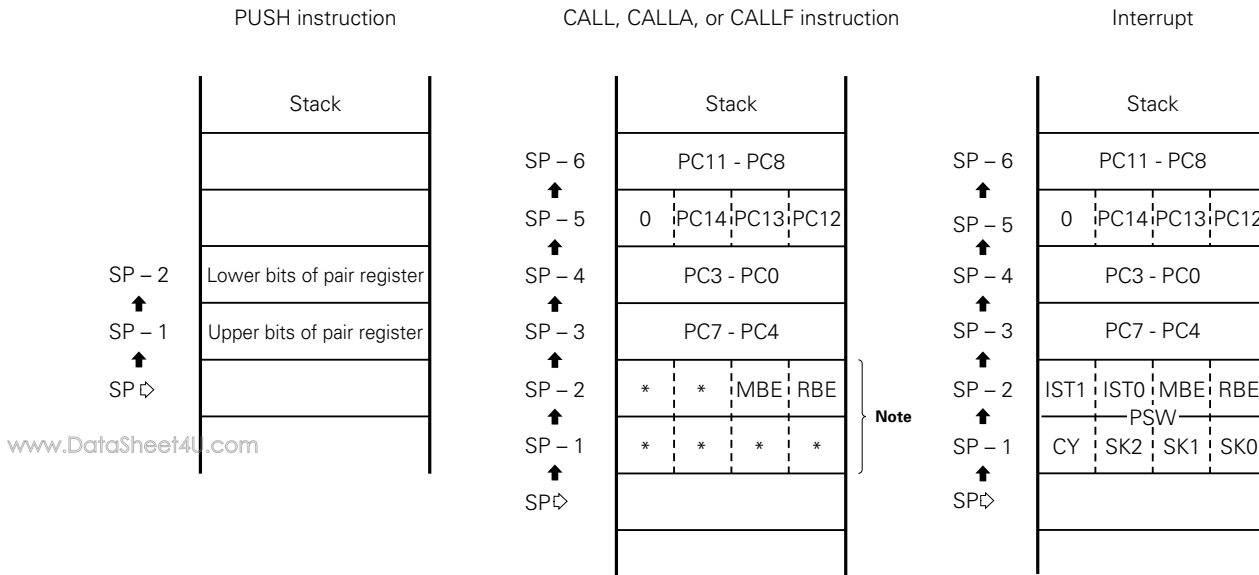 PUSH instruction
CALL, CALLA, or CALLF instruction
Interrupt
Stack
Stack
Stack
SP – 6
PC11 - PC8
SP – 6
PC11 - PC8
SP – 5
0 PC14 PC13 PC12
SP – 5
0 PC14 PC13 PC12
SP – 2
Lower bits of pair register
SP – 4
PC3 - PC0
SP – 4
PC3 - PC0
SP – 1
Upper bits of pair register
SP – 3
PC7 - PC4
SP – 3
PC7 - PC4
SP
SP – 2
* * MBE RBE
SP – 2
IST1 IST0 MBE RBE
Note
PSW
www.DataSheet4U.com
SP – 1
* * * *
SP – 1
CY SK2 SK1 SK0
SP
SP